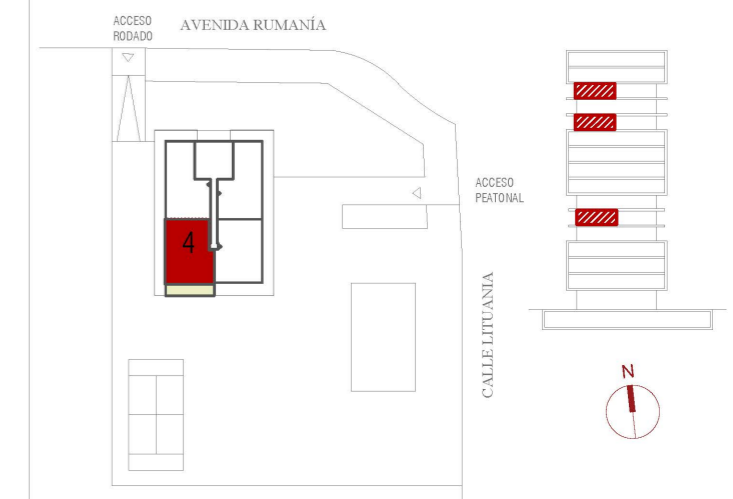 ACCESO
RODADO
AVENIDA RUMANÍA
ACCESO
PEATONAL
4
CALLE LITUANIA
N